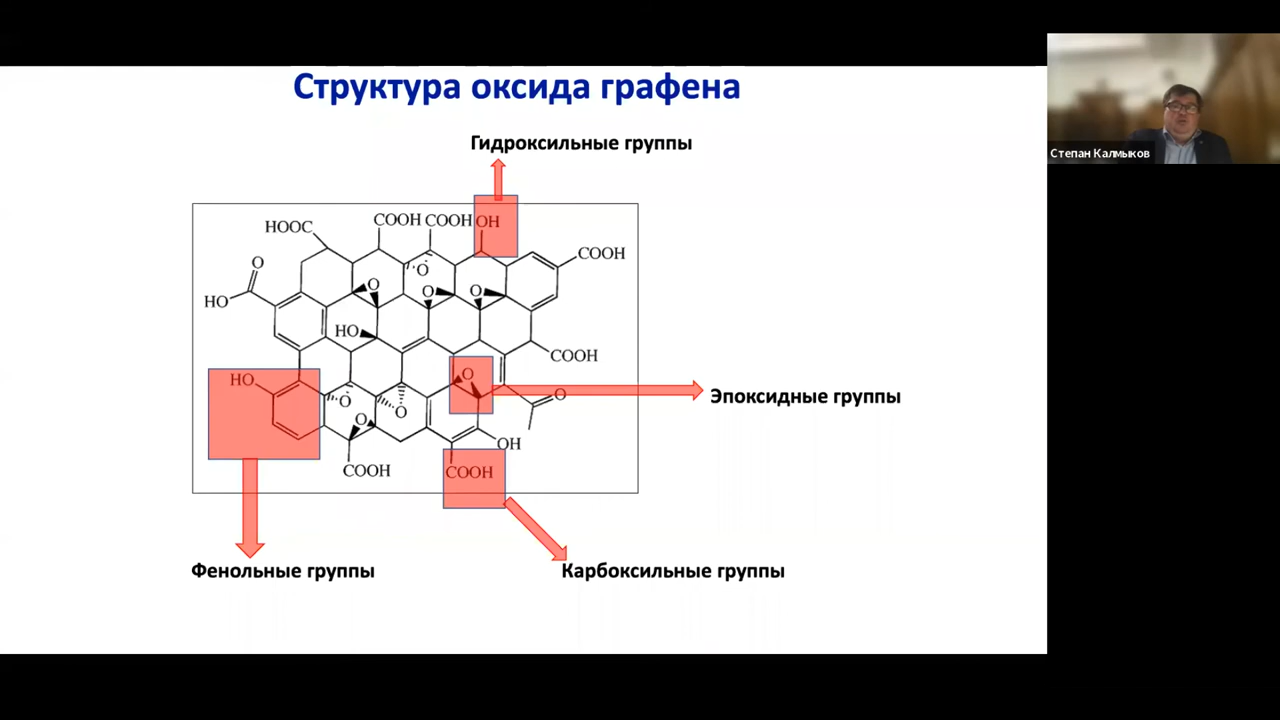 Структура оксида графена
Гидроксильные группы
Степан Калмыков
HOOC
COOH
COOH
OH
COOH
O
O
HO
O
O
O
HO
COOH
HO
O
O
O
O
O
Эпоксидные группы
OH
COOH
COOH
Фенольные группы
Карбоксильные группы